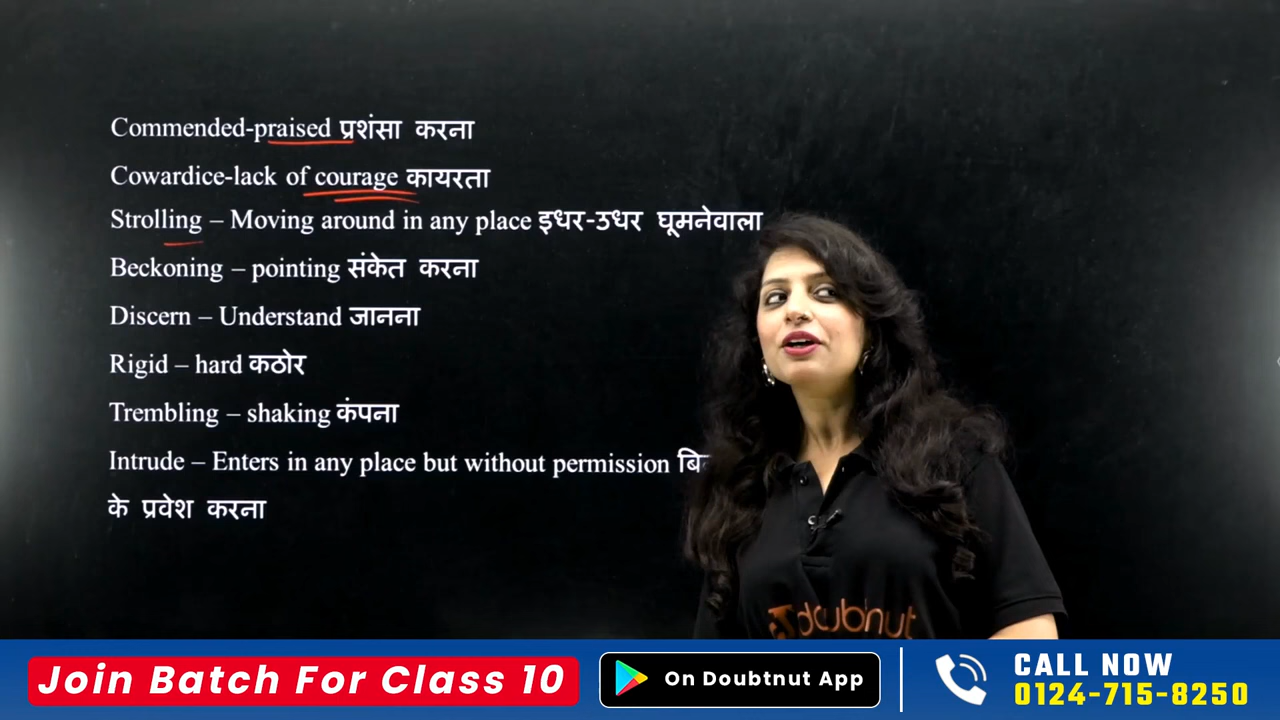 Commended-praised प्रशंसा करना
Cowardice-lack of courage कायरता
Strolling – Moving around in any place इधर-उधर घूमनेवाला
Beckoning – pointing संकेत करना
Discern – Understand जानना
Rigid – hard कठोर
Trembling – shaking कंपना
Intrude – Enters in any place but without permission
के प्रवेश करना
doubtnut
Join Batch For Class 10
On Doubtnut App
CALL NOW
0124-715-8250